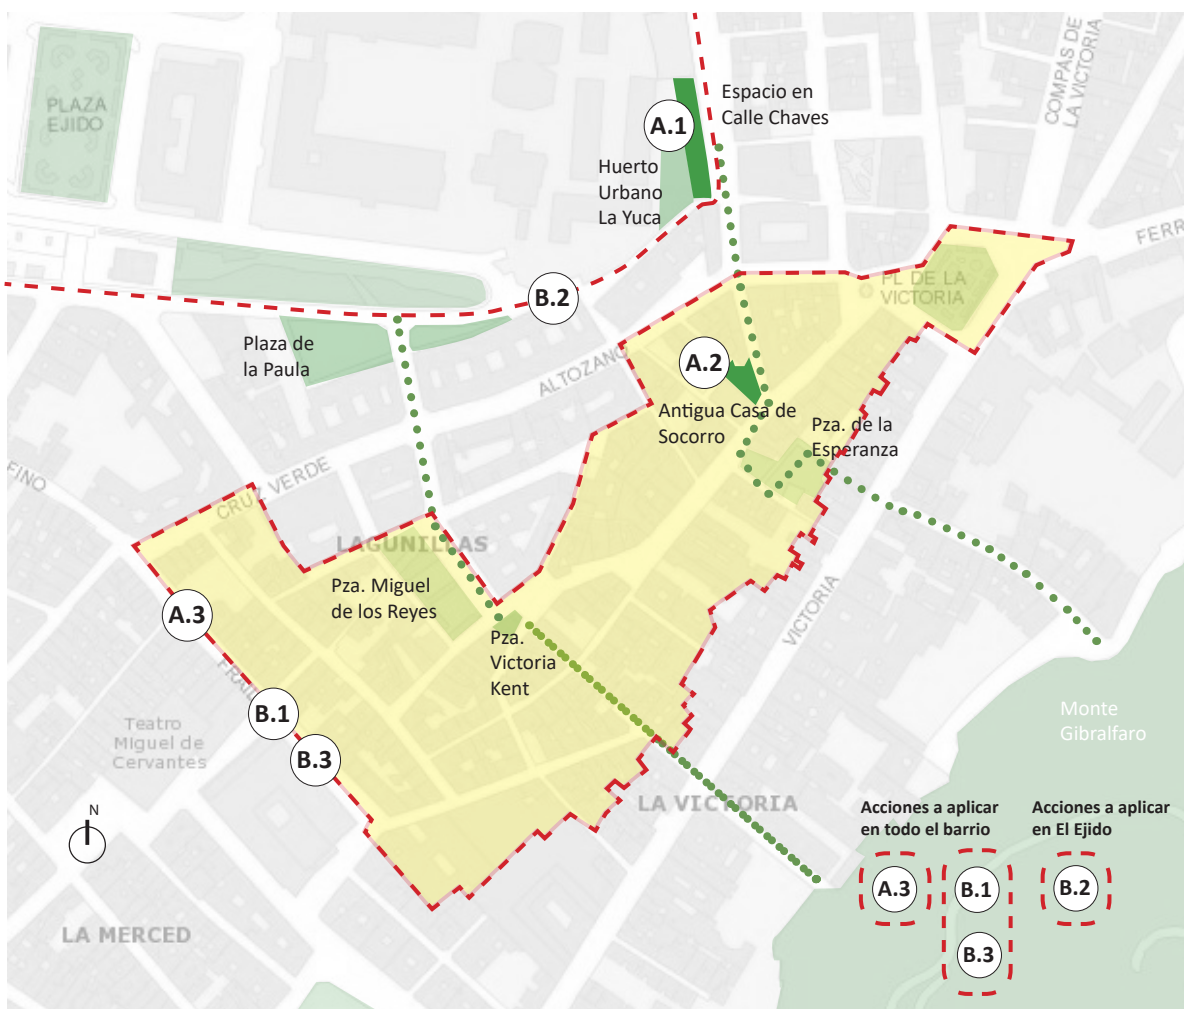 PLAZA
EJIDO
A.1
Espacio en
Calle Chaves
COMPAS DE
LA VICTORIA
Huerto
Urbano
La Yuca
FERR
PL DE LA
VICTORIA
B.2
Plaza de
la Paula
ALTOZANO
A.2
Antigua Casa de
Socorro
Pza. de la
Esperanza
FINO
CRUZ VERDE
LAGUNILLAS
Pza. Miguel
de los Reyes
A.3
Pza.
Victoria
Kent
VICTORIA
FRAIL
B.1
B.3
Teatro
Miguel de
Cervantes
Monte
Gibralfaro
N
LA VICTORIA
LA MERCED
Acciones a aplicar
en todo el barrio
Acciones a aplicar
en El Ejido
A.3
B.1
B.2
B.3